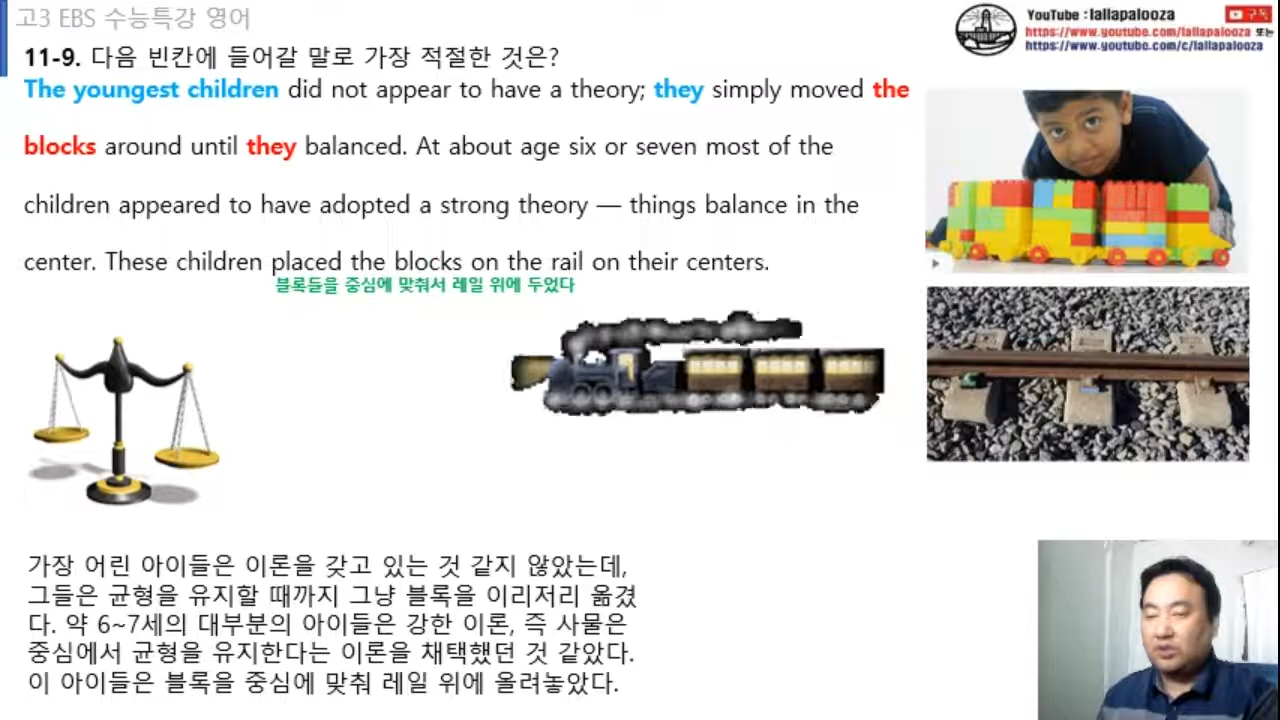 고3 EBS 수능특강 영어
YouTube : lallapalooza
구독
https://www.youtube.com/lallapalooza 또는
https://www.youtube.com/c/lallapalooza
11-9. 다음 빈칸에 들어갈 말로 가장 적절한 것은?
The youngest children did not appear to have a theory; they simply moved the
blocks around until they balanced. At about age six or seven most of the
children appeared to have adopted a strong theory — things balance in the
center. These children placed the blocks on the rail on their centers.
블록들을 중심에 맞춰서 레일 위에 두었다
가장 어린 아이들은 이론을 갖고 있는 것 같지 않았는데,
그들은 균형을 유지할 때까지 그냥 블록을 이리저리 옮겼
다. 약 6~7세의 대부분의 아이들은 강한 이론, 즉 사물은
중심에서 균형을 유지한다는 이론을 채택했던 것 같았다.
이 아이들은 블록을 중심에 맞춰 레일 위에 올려놓았다.